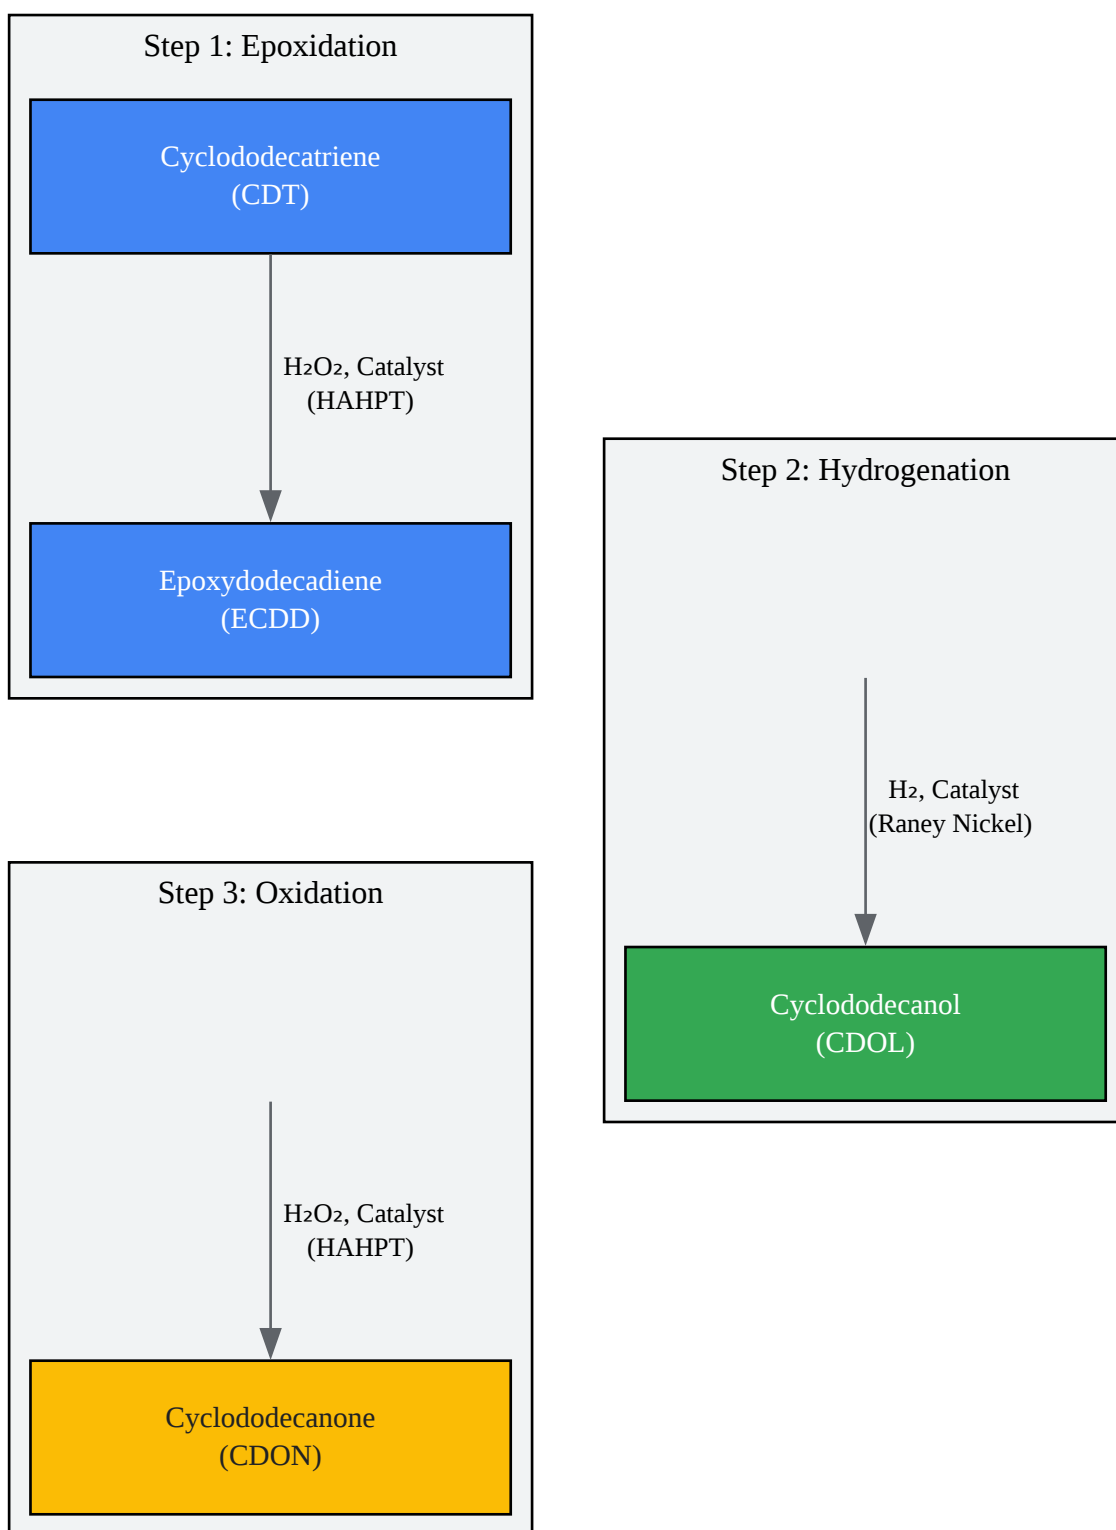 Step 1: Epoxidation
Cyclododecatriene
(CDT)
H₂O₂, Catalyst
(HAHPT)
Epoxydodecadiene
(ECDD)
Step 2: Hydrogenation
H₂, Catalyst
(Raney Nickel)
Cyclododecanol
(CDOL)
Step 3: Oxidation
H₂O₂, Catalyst
(HAHPT)
Cyclododecanone
(CDON)